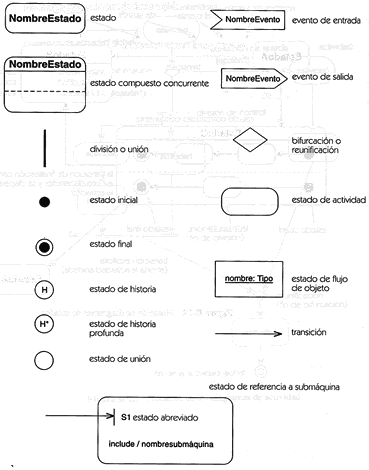 NombreEstado
estado
NombreEvento
evento de entrada
NombreEstado
estado compuesto concurrente
NombreEvento
evento de salida
división o unión
bifurcación o
reunificación
estado inicial
estado de actividad
estado final
nombre: Tipo
estado de flujo
de objeto
H
estado de historia
H*
estado de historia
profunda
transición
estado de unión
estado de referencia a submáquina
S1 estado abreviado
include / nombresubmáquina